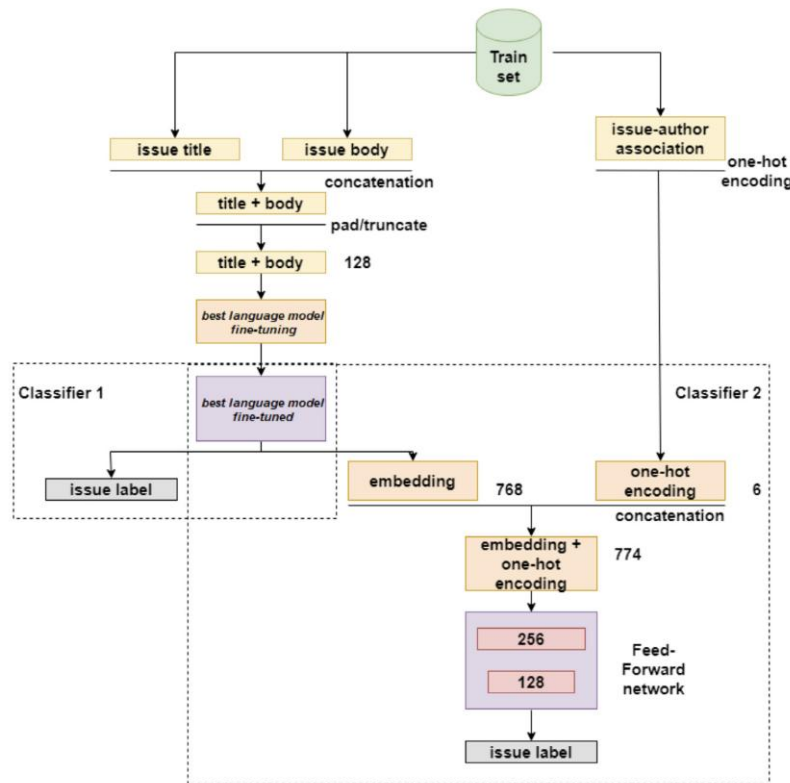 Train
set
issue title
issue body
issue-author
association
one-hot
encoding
concatenation
title + body
pad/truncate
title + body
128
best language model
fine-tuning
Classifier 1
best language model
fine-tuned
Classifier 2
issue label
embedding
768
one-hot
encoding
6
concatenation
embedding +
one-hot
encoding
774
256
128
Feed-
Forward
network
issue label